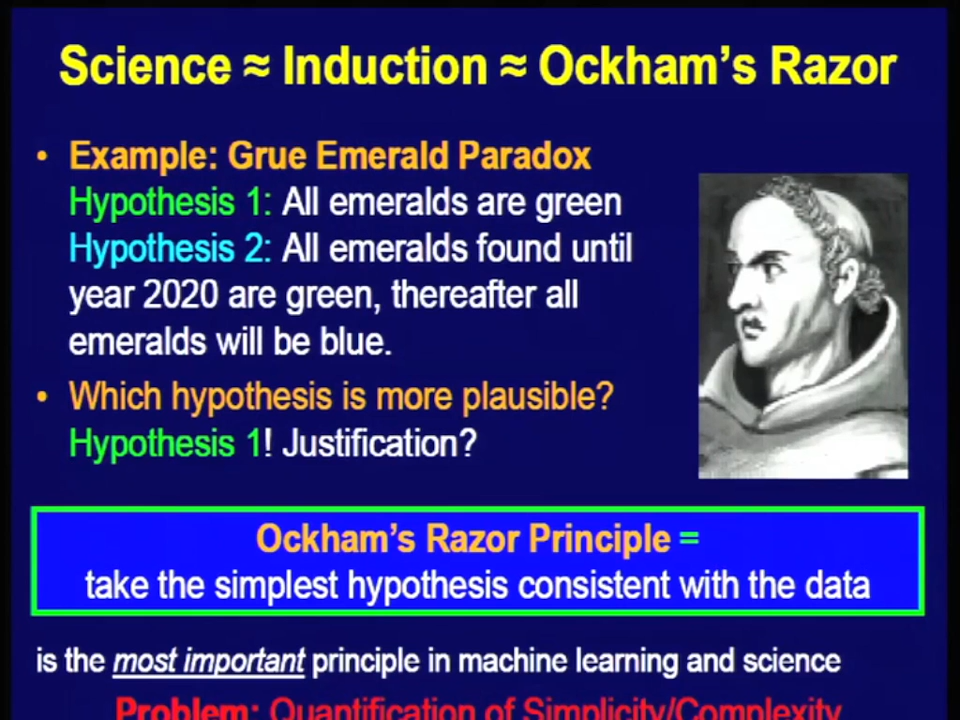 Science ≈ Induction ≈ Ockham's Razor
• Example: Grue Emerald Paradox
Hypothesis 1: All emeralds are green
Hypothesis 2: All emeralds found until
year 2020 are green, thereafter all
emeralds will be blue.
• Which hypothesis is more plausible?
Hypothesis 1! Justification?
Ockham's Razor Principle =
take the simplest hypothesis consistent with the data
is the most important principle in machine learning and science
Problem: Quantification of Simplicity/Complexity